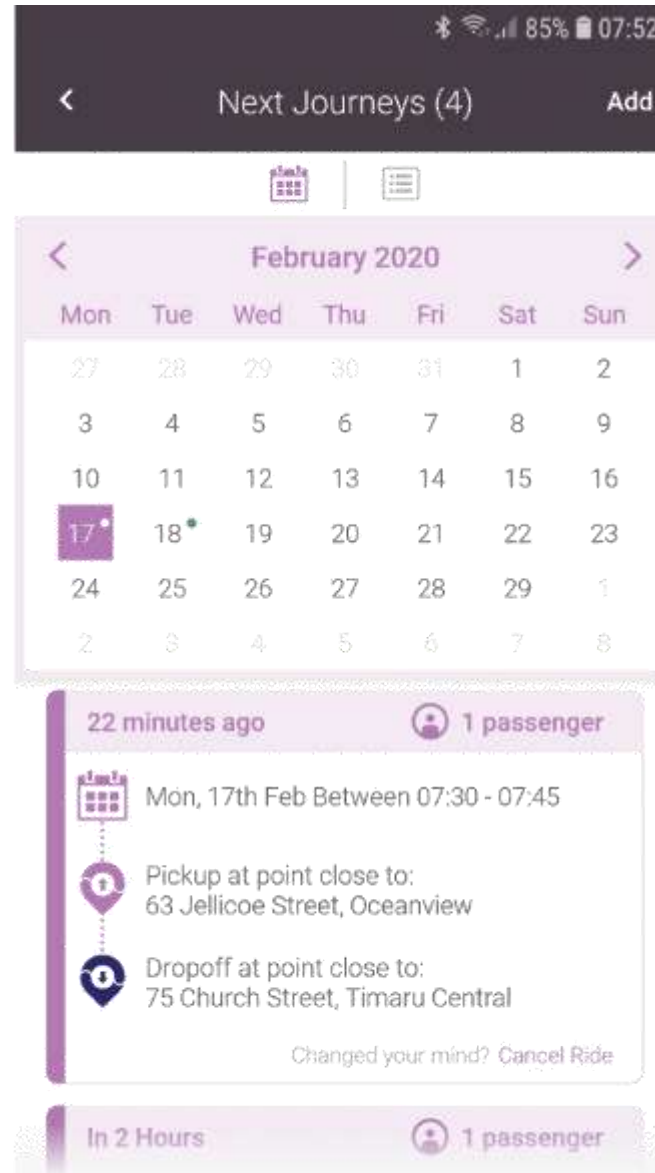 85% 07:52
Next Journeys (4) Add
February 2020
Mon Tue Wed Thu Fri Sat Sun
27 28 29 30 31 1 2
3 4 5 6 7 8 9
10 11 12 13 14 15 16
17 18 19 20 21 22 23
24 25 26 27 28 29 1
2 3 4 5 6 7 8
22 minutes ago 1 passenger
Mon, 17th Feb Between 07:30 - 07:45
Pickup at point close to:
63 Jellicoe Street, Oceanview
Dropoff at point close to:
75 Church Street, Timaru Central
Changed your mind? Cancel Ride
In 2 Hours 1 passenger